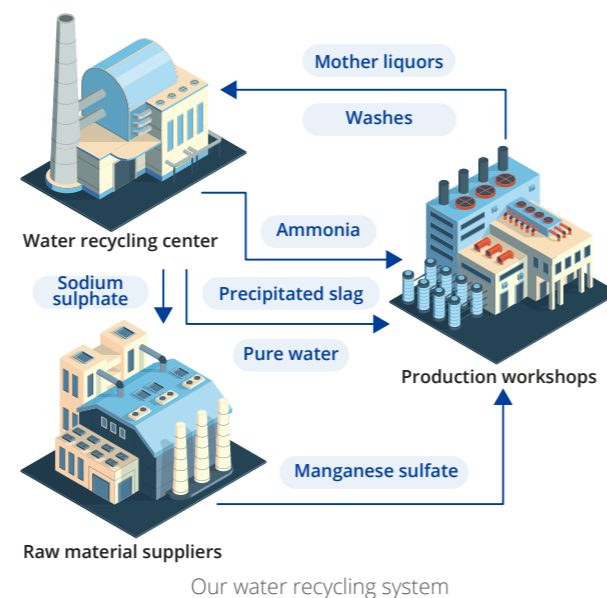 Mother liquors
Washes
Water recycling center
Ammonia
Sodium
sulphate
Precipitated slag
Pure water
Production workshops
Manganese sulfate
Raw material suppliers
Our water recycling system